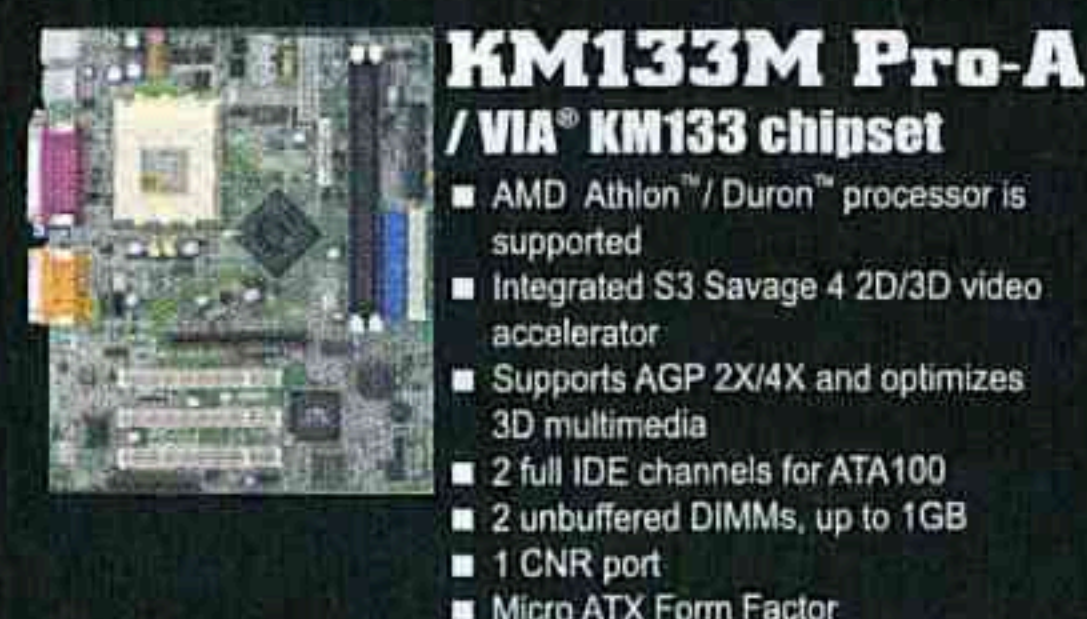 KM133M Pro-A
/ VIA® KM133 chipset
■ AMD Athlon™/ Duron™ processor is
supported
■ Integrated S3 Savage 4 2D/3D video
accelerator
■ Supports AGP 2X/4X and optimizes
3D multimedia
■ 2 full IDE channels for ATA100
■ 2 unbuffered DIMMs, up to 1GB
■ 1 CNR port
■ Micro ATX Form Factor